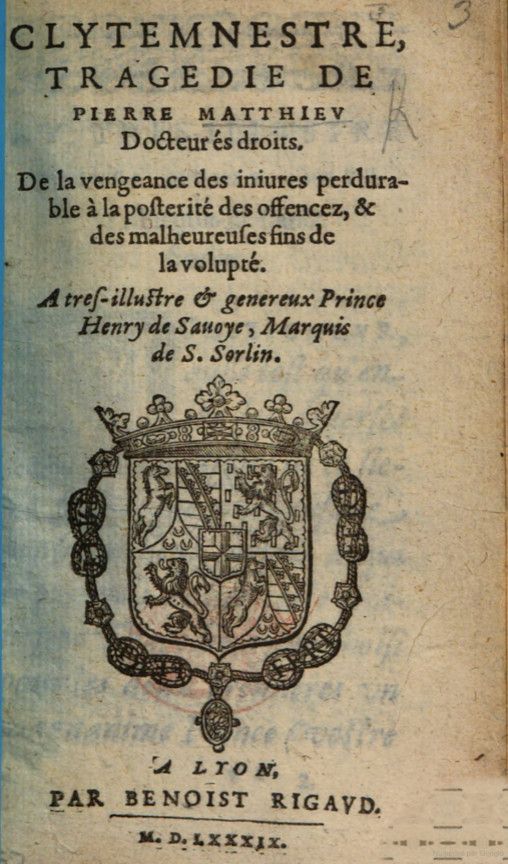 3
CLYTEMNESTRE,
TRAGEDIE DE
PIERRE MATTHIEV
Docteur és droits.
De la vengeance des iniures perdura-
ble à la poſterité des offencez, &
des malheureuſes fins de
la volupté.
A treſ-illuſtre & genereux Prince
Henry de Sauoye, Marquis
de S. Sorlin.
A LYON,
PAR BENOIST RIGAVD.
M. D. LXXXIX.